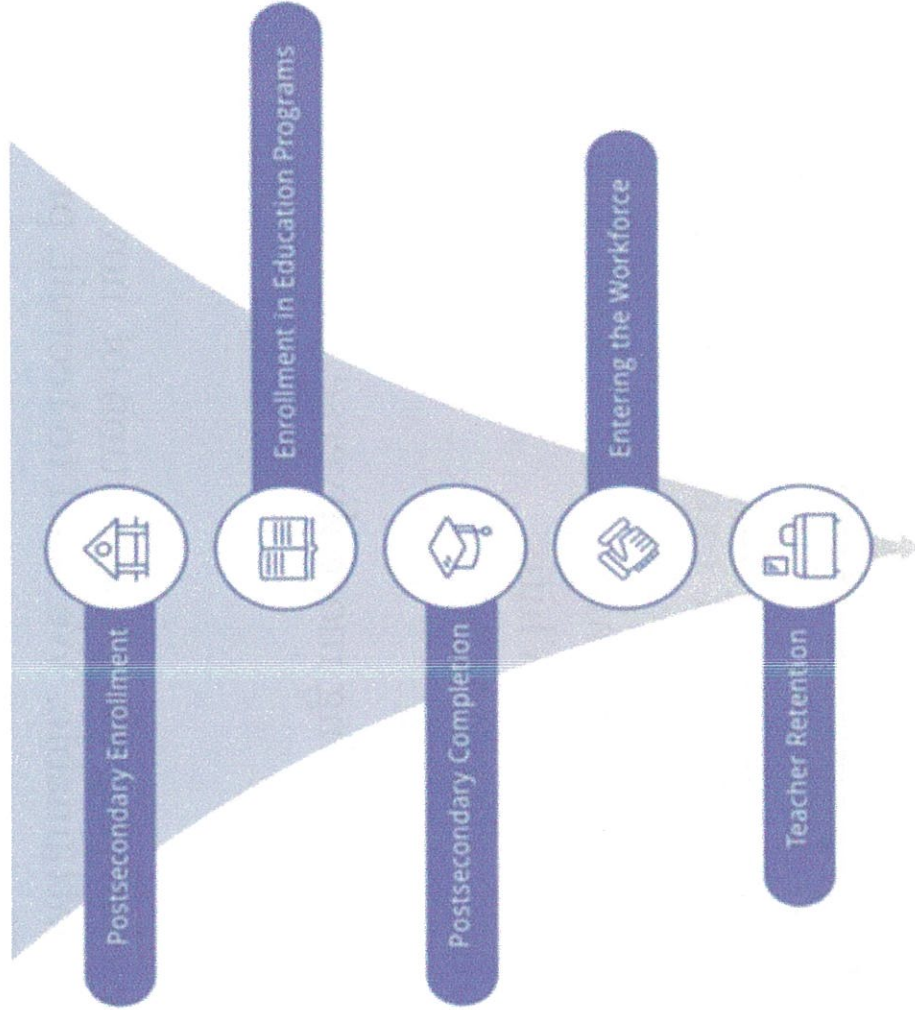 Postsecondary Enrollment
Enrollment in Education Programs
Postsecondary Completion
Entering the Workforce
Teacher Retention